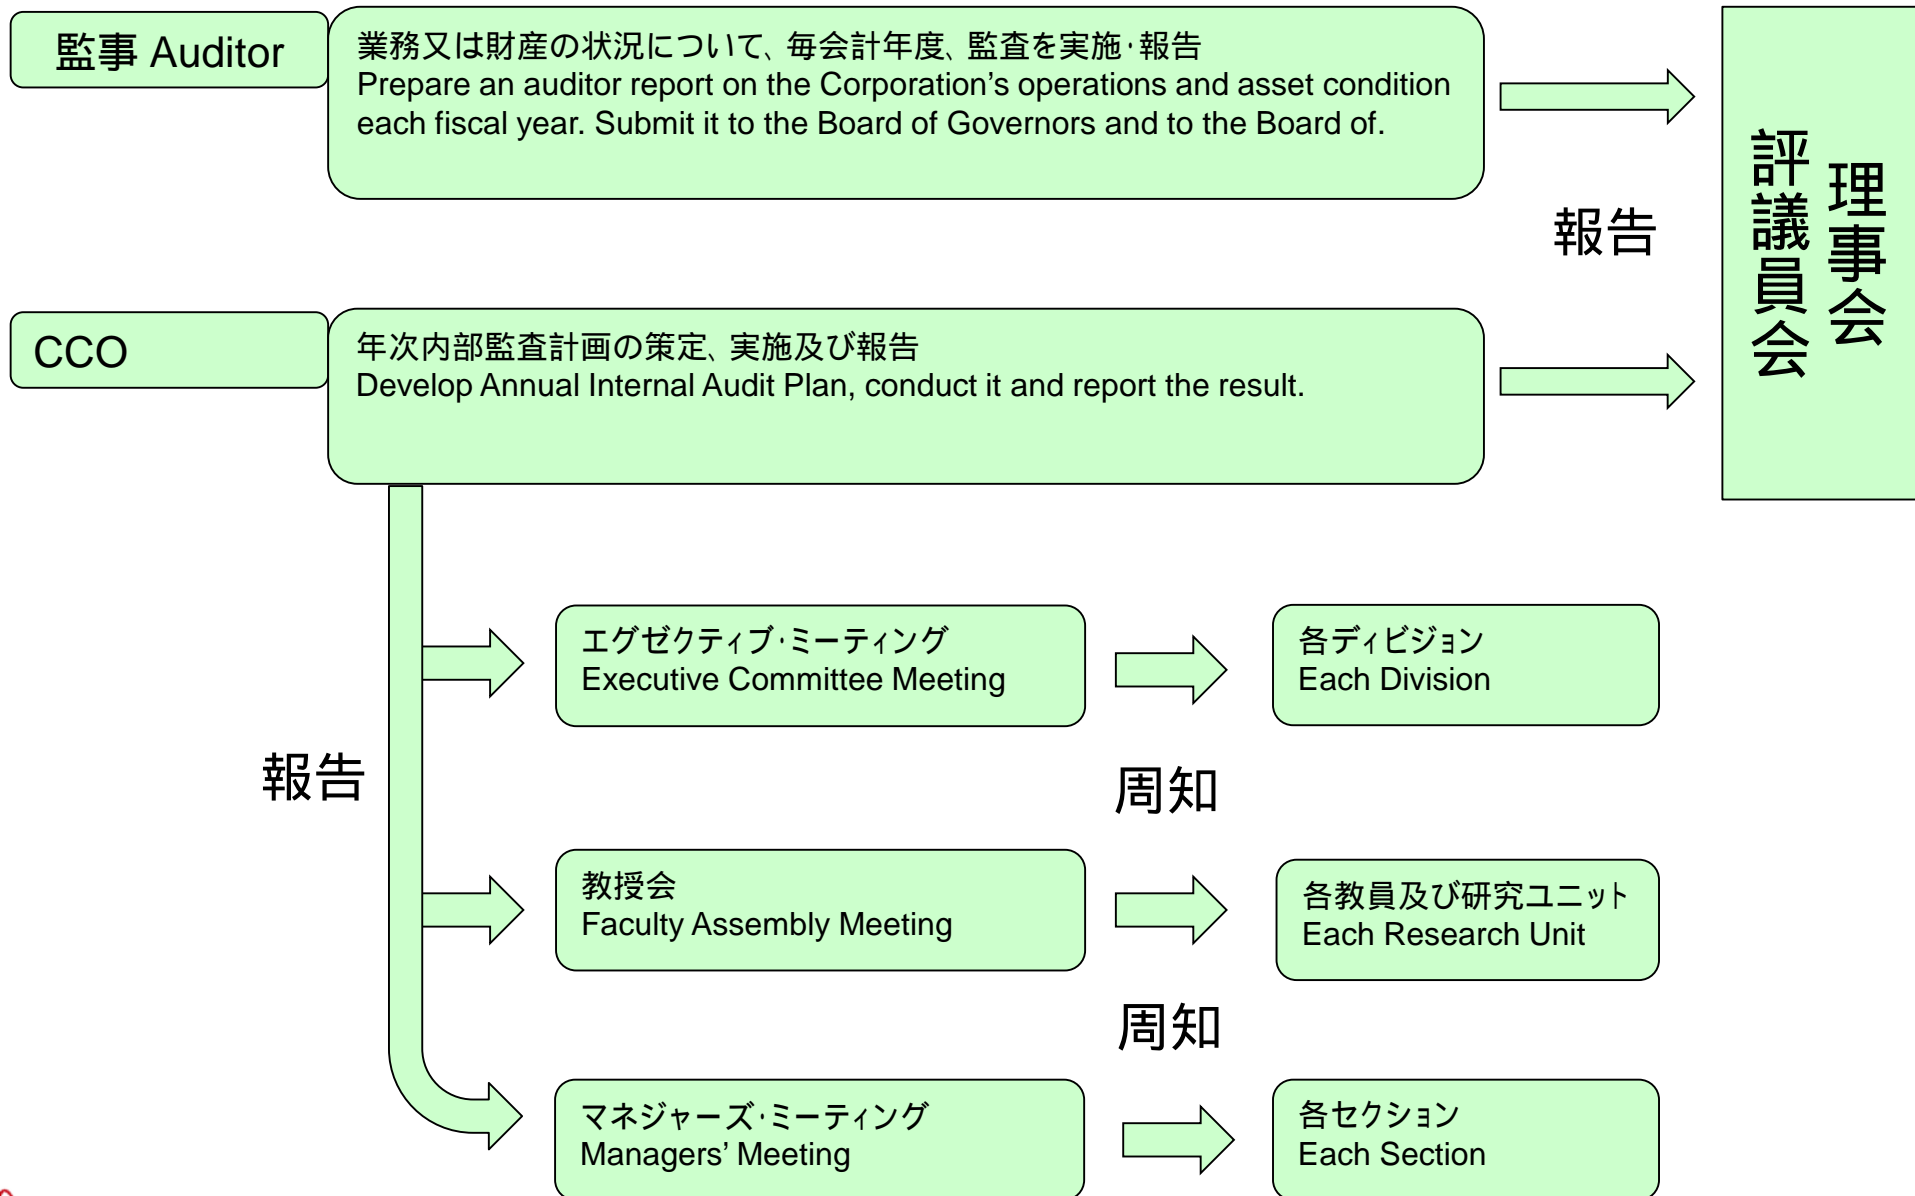 監事 Auditor
業務又は財産の状況について、毎会計年度、監査を実施・報告
Prepare an auditor report on the Corporation's operations and asset condition
each fiscal year. Submit it to the Board of Governors and to the Board of.
報告
理事会
評議員会
CCO
年次内部監査計画の策定、実施及び報告
Develop Annual Internal Audit Plan, conduct it and report the result.
報告
エグゼクティブ・ミーティング
Executive Committee Meeting
各ディビジョン
Each Division
周知
教授会
Faculty Assembly Meeting
各教員及び研究ユニット
Each Research Unit
周知
マネジャーズ・ミーティング
Managers' Meeting
各セクション
Each Section